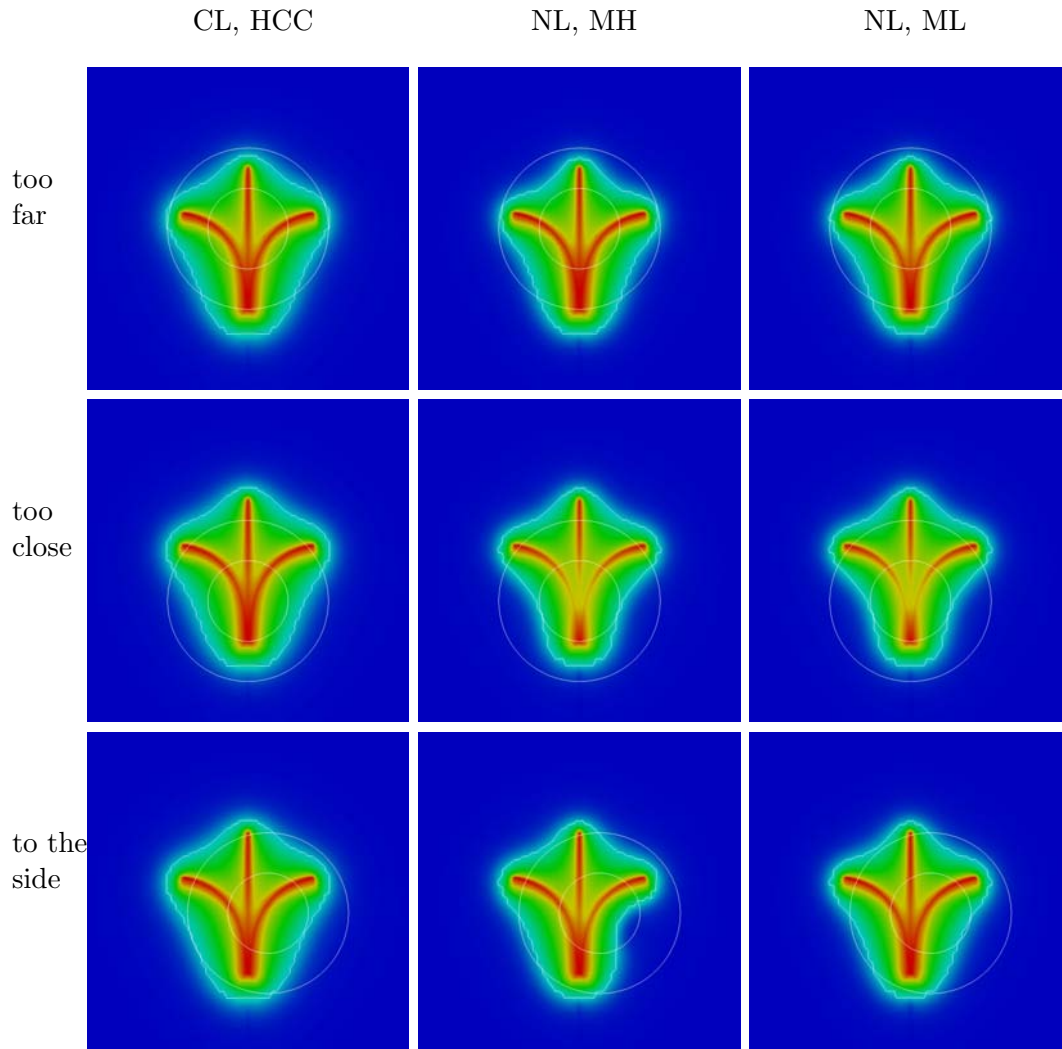 CL, HCC
NL, MH
NL, ML
too
far
too
close
to the
side